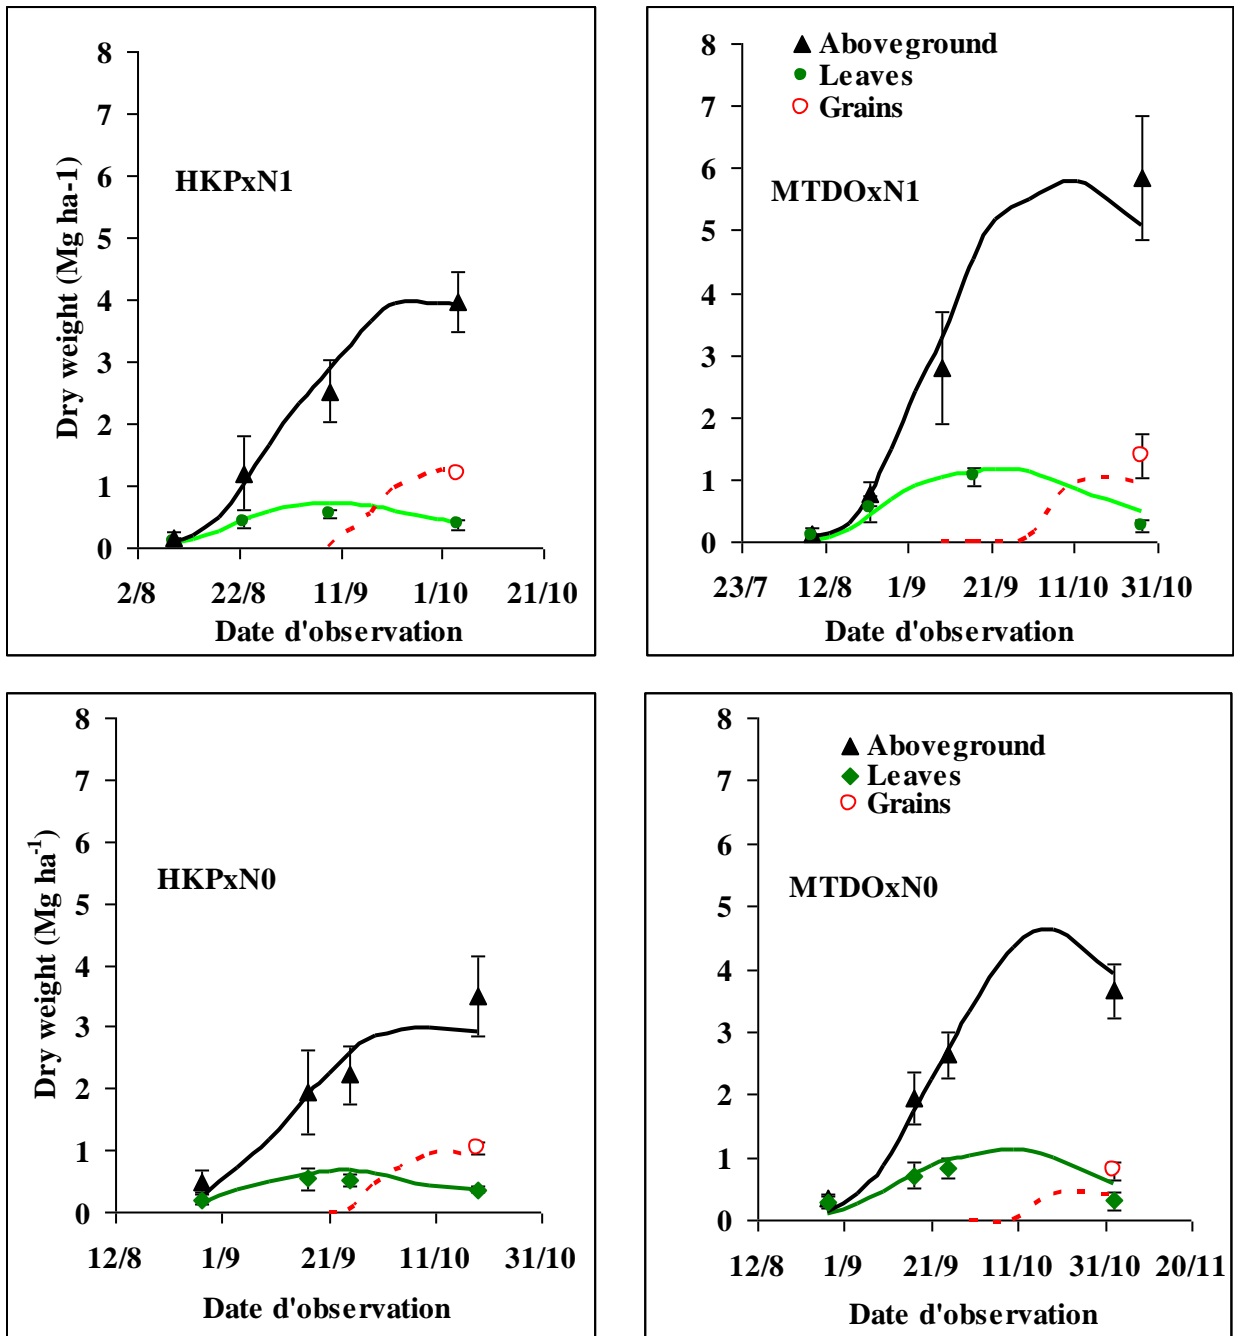 8
7
6
5
4
3
2
1
0
Dry weight (Mg ha-1)
HKPxN1
2/8 22/8 11/9 1/10 21/10
Date d'observation
8
7
6
5
4
3
2
1
0
Aboveground
Leaves
Grains
MTDOxN1
23/7 12/8 1/9 21/9 11/10 31/10
Date d'observation
8
7
6
5
4
3
2
1
0
Dry weight (Mg ha-1)
HKPxN0
12/8 1/9 21/9 11/10 31/10
Date d'observation
8
7
6
5
4
3
2
1
0
Aboveground
Leaves
Grains
MTDOxN0
12/8 1/9 21/9 11/10 31/10 20/11
Date d'observation